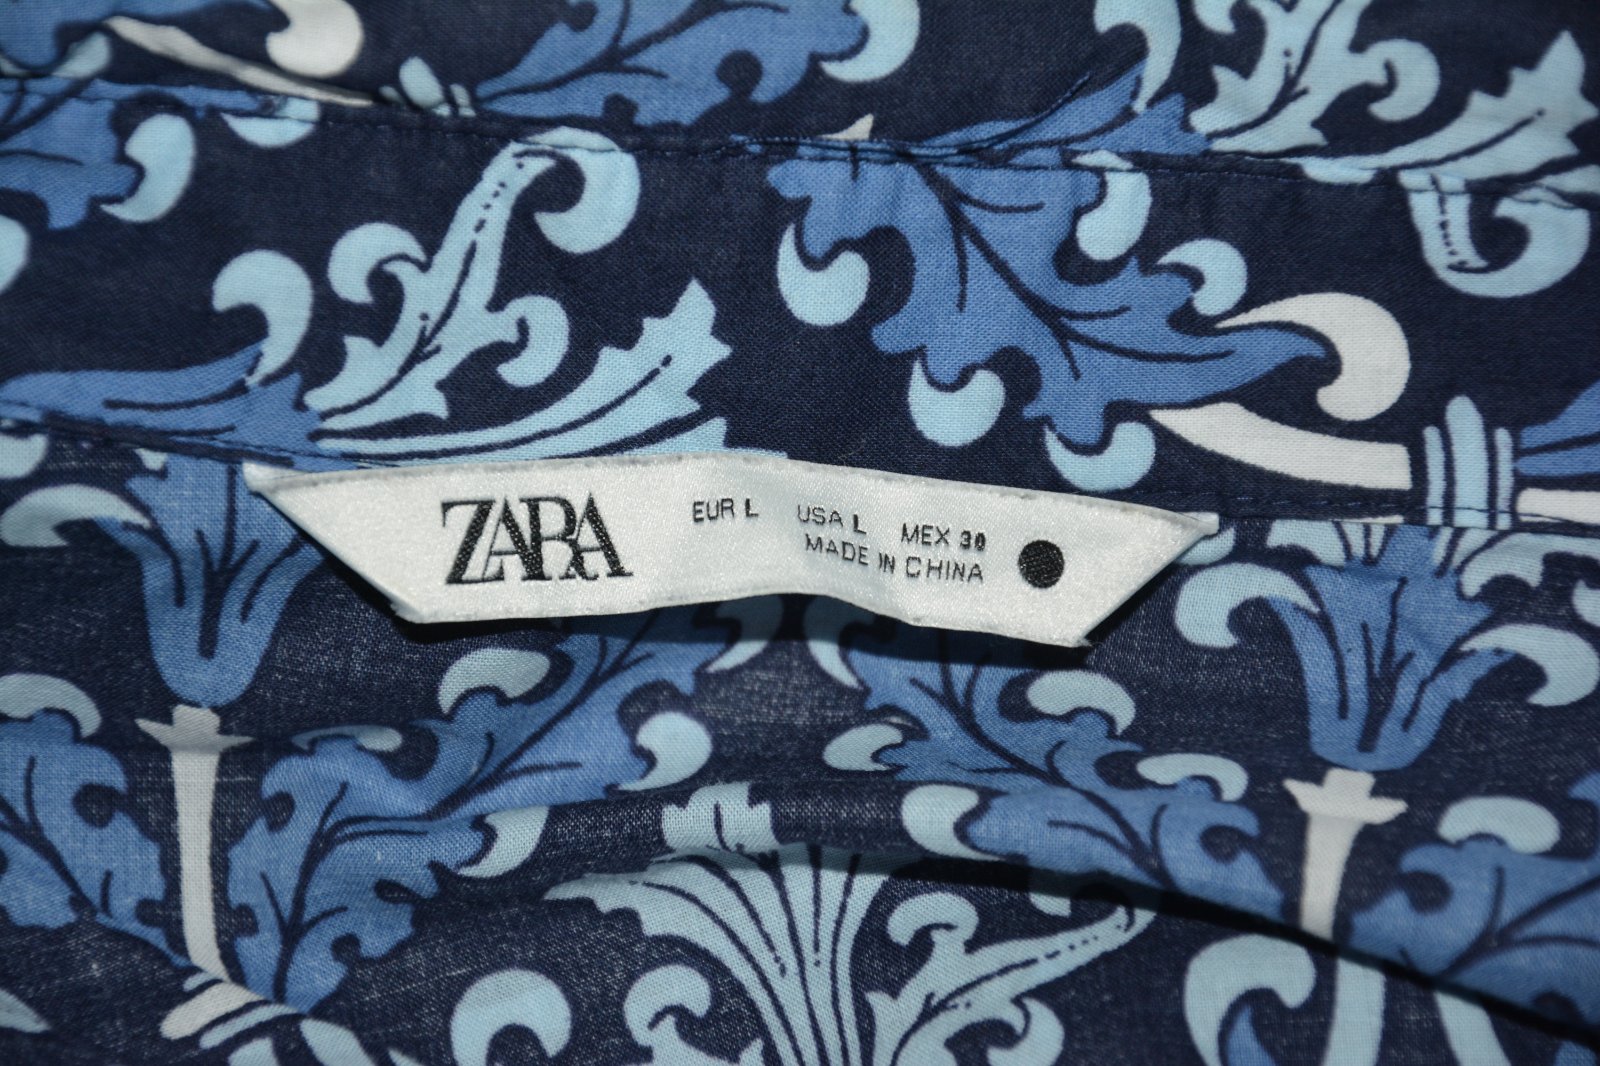 ZARA
EUR L USA L MEX 30
MADE IN CHINA